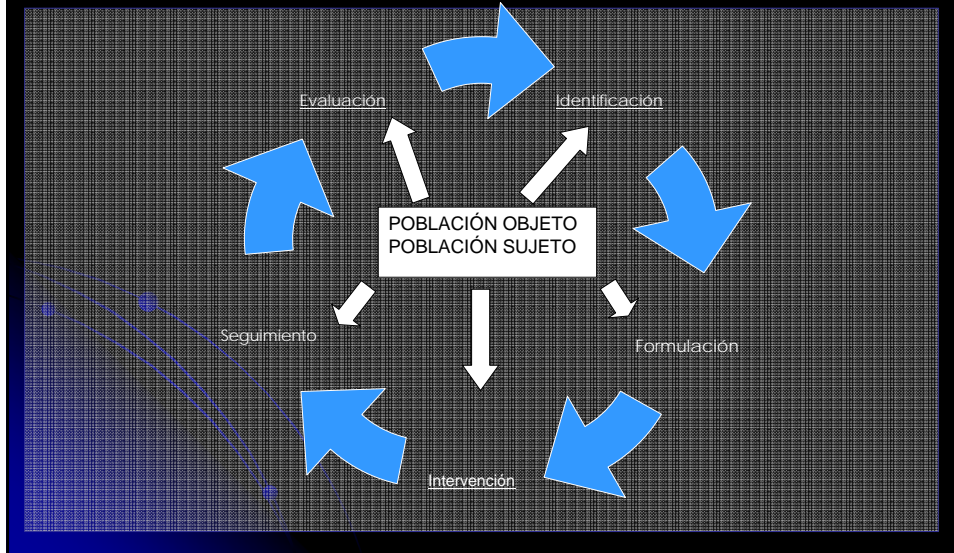 Evaluación
Identificación
POBLACIÓN OBJETO
POBLACIÓN SUJETO
Seguimiento
Formulación
Intervención